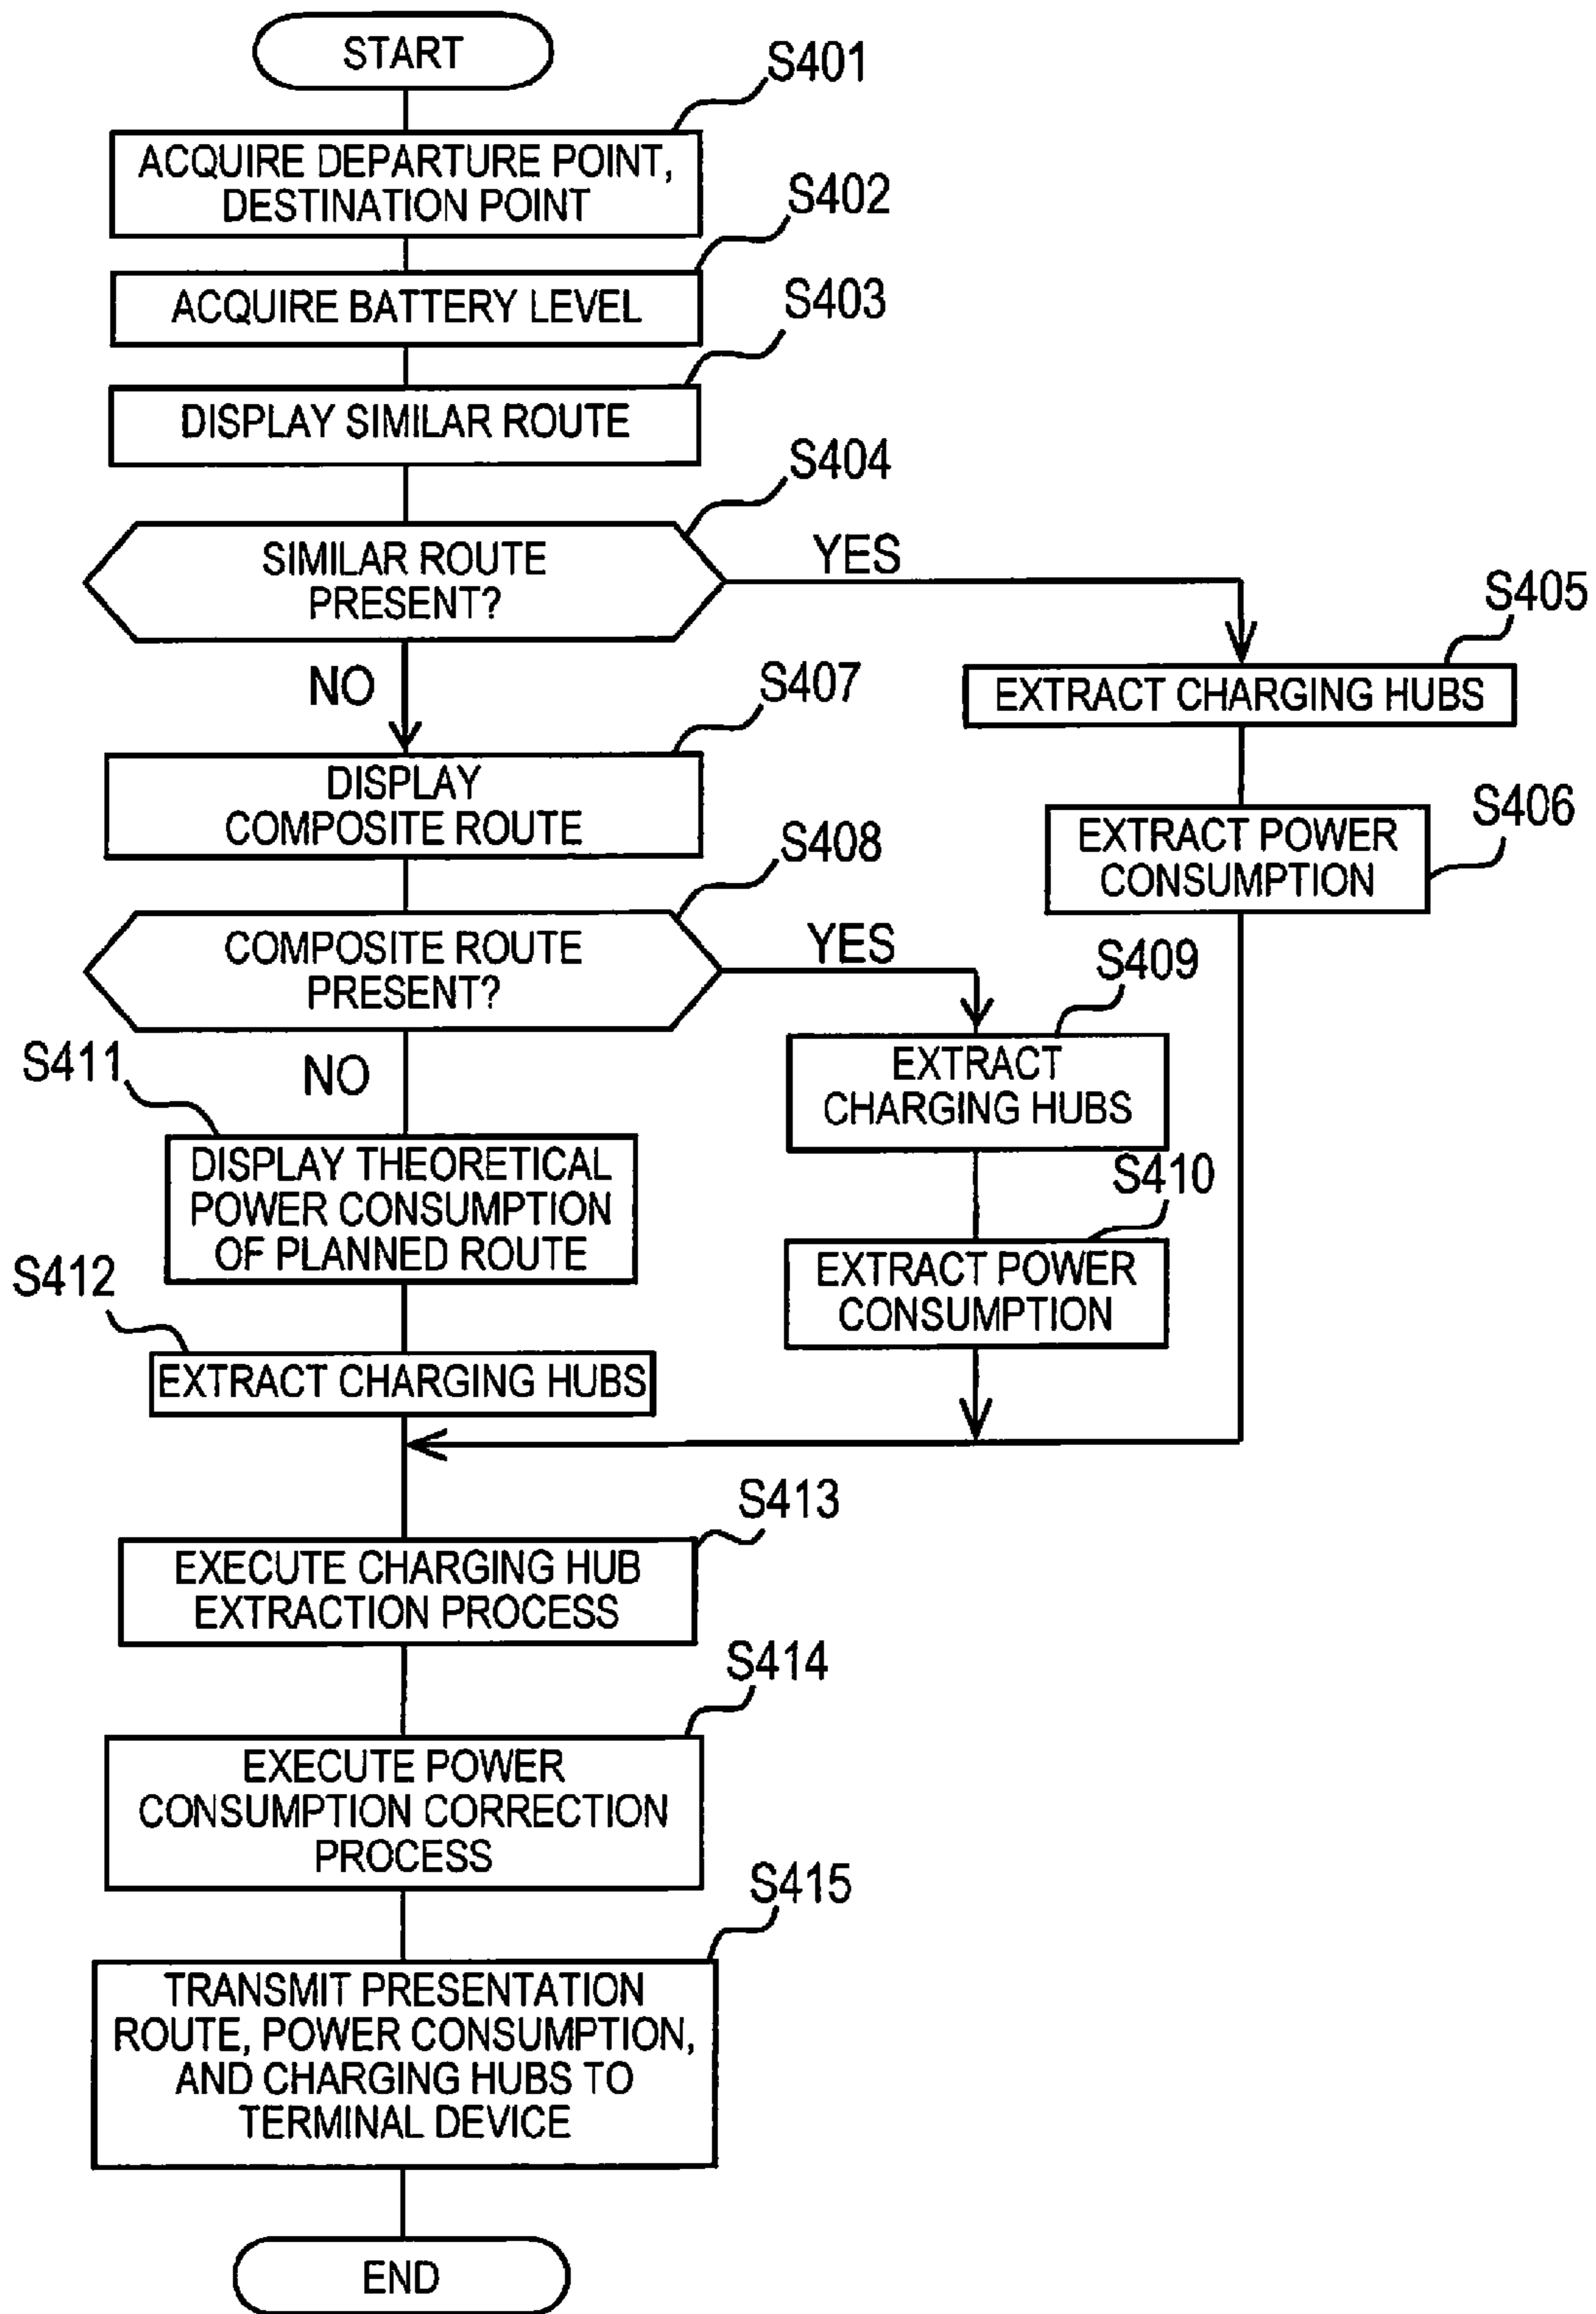 START
S401
ACQUIRE DEPARTURE POINT,
DESTINATION POINT
S402
ACQUIRE BATTERY LEVEL
S403
DISPLAY SIMILAR ROUTE
S404
SIMILAR ROUTE
PRESENT?
YES
NO
S405
EXTRACT CHARGING HUBS
S406
EXTRACT POWER
CONSUMPTION
S407
DISPLAY
COMPOSITE ROUTE
S408
COMPOSITE ROUTE
PRESENT?
YES
NO
S409
EXTRACT
CHARGING HUBS
S410
EXTRACT POWER
CONSUMPTION
S411
DISPLAY THEORETICAL
POWER CONSUMPTION
OF PLANNED ROUTE
S412
EXTRACT CHARGING HUBS
S413
EXECUTE CHARGING HUB
EXTRACTION PROCESS
S414
EXECUTE POWER
CONSUMPTION CORRECTION
PROCESS
S415
TRANSMIT PRESENTATION
ROUTE, POWER CONSUMPTION,
AND CHARGING HUBS TO
TERMINAL DEVICE
END